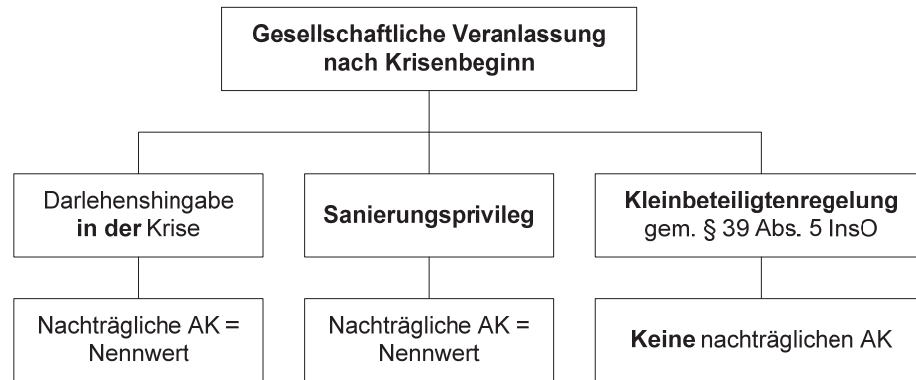 Gesellschaftliche Veranlassung
nach Krisenbeginn
Darlehenshingabe
in der Krise
Sanierungsprivileg
Kleinbeteiligtenregelung
gem. § 39 Abs. 5 InsO
Nachträgliche AK =
Nennwert
Nachträgliche AK =
Nennwert
Keine nachträglichen AK